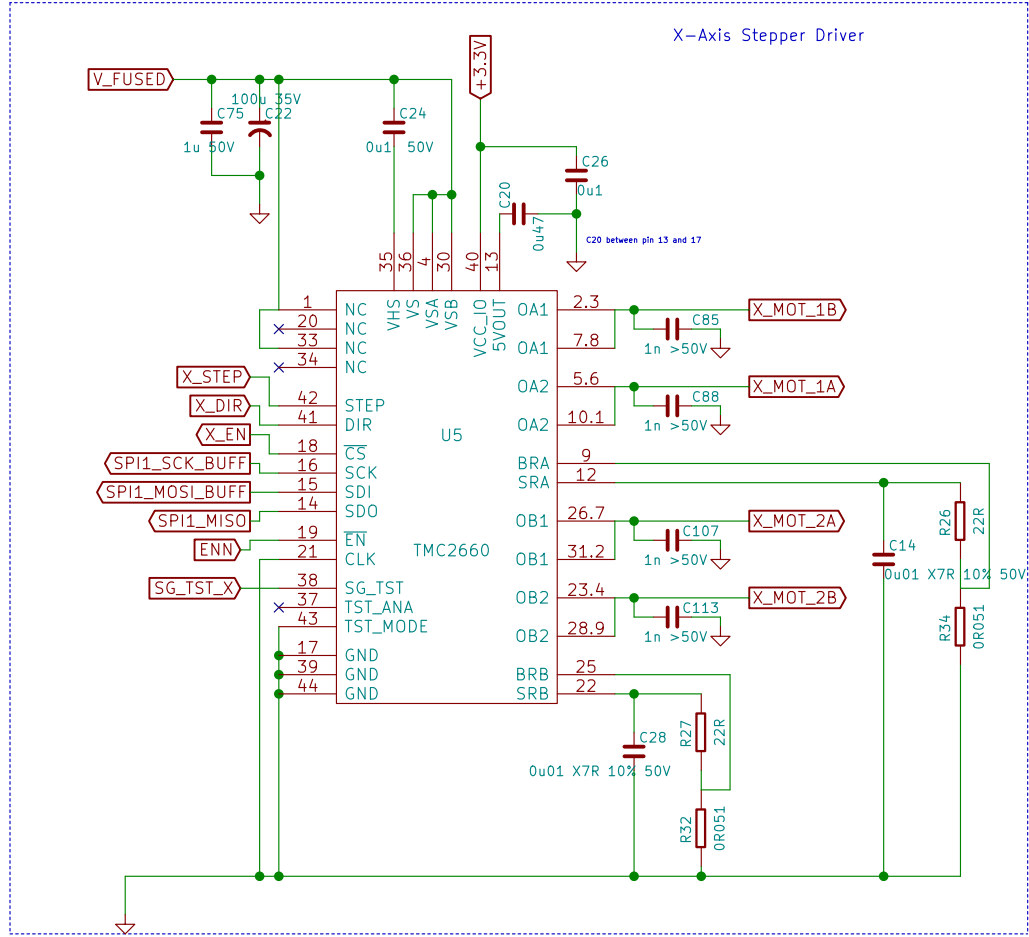 X-Axis Stepper Driver
V_FUSED
+3.3V
100u 35V
C75
C22
1u 50V
C24
0u1 50V
C26
0u1
C20
0u47
C20 between pin 13 and 17
35
36
4
30
40
13
VHS
VS
VSA
VSB
VCC_IO
5VOUT
1
NC
20
NC
33
NC
34
NC
X_STEP
42
STEP
X_DIR
41
DIR
X_EN
18
CS
SPI1_SCK_BUFF
16
SCK
SPI1_MOSI_BUFF
15
SDI
SPI1_MISO
14
SDO
ENN
19
EN
21
CLK
SG_TST_X
38
SG_TST
37
TST_ANA
43
TST_MODE
17
GND
39
GND
44
GND
U5
TMC2660
OA1
2.3
X_MOT_1B
C85
1n >50V
OA1
7.8
OA2
5.6
X_MOT_1A
C88
1n >50V
OA2
10.1
BRA
9
SRA
12
OB1
26.7
X_MOT_2A
C107
1n >50V
OB1
31.2
OB2
23.4
X_MOT_2B
C113
1n >50V
OB2
28.9
BRB
25
SRB
22
R26
22R
C14
0u01 X7R 10% 50V
R34
0R051
R27
22R
C28
0u01 X7R 10% 50V
R32
0R051